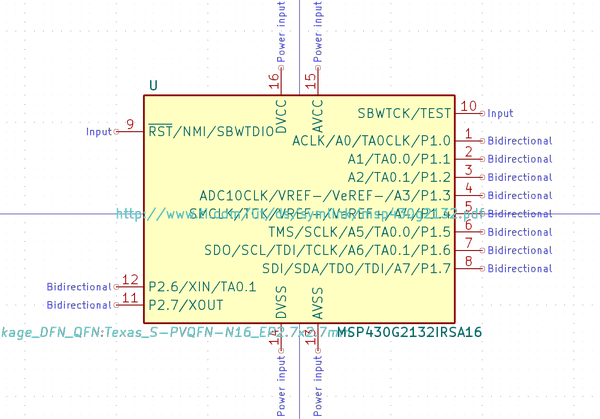 Power input
Power input
16
15
U
DVCC
AVCC
SBWTCK/TEST
10
Input
Input
9
RST/NMI/SBWTDIO
ACLK/A0/TA0CLK/P1.0
1
Bidirectional
A1/TA0.0/P1.1
2
Bidirectional
A2/TA0.1/P1.2
3
Bidirectional
ADC10CLK/VREF-/VeREF-/A3/P1.3
4
Bidirectional
5
Bidirectional
TMS/SCLK/A5/TA0.0/P1.5
6
Bidirectional
SDO/SCL/TDI/TCLK/A6/TA0.1/P1.6
7
Bidirectional
SDI/SDA/TDO/TDI/A7/P1.7
8
Bidirectional
Bidirectional
12
P2.6/XIN/TA0.1
Bidirectional
11
P2.7/XOUT
DVSS
AVSS
MSP430G2132IRSA16
Power input
Power input